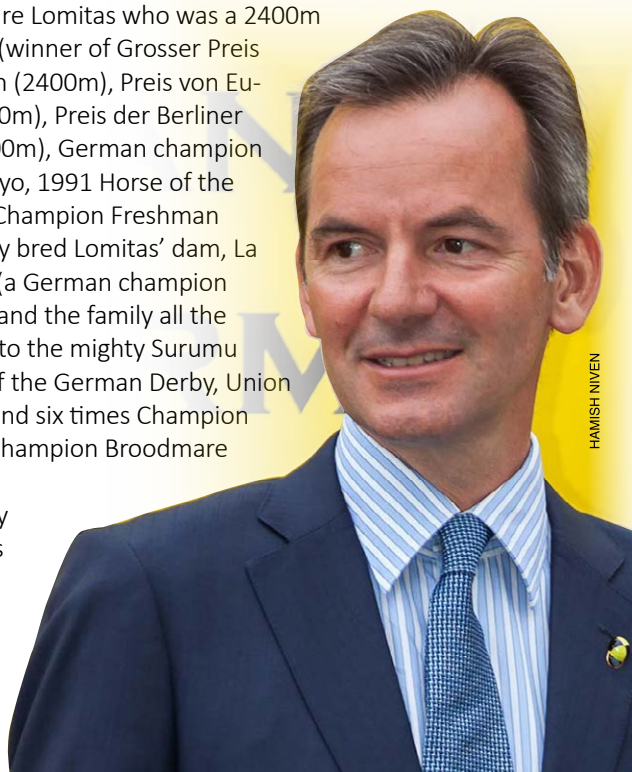 re Lomitas who was a 2400m
(winner of Grosser Preis
n (2400m), Preis von Eu-
0m), Preis der Berliner
00m), German champion
yo, 1991 Horse of the
Champion Freshman
y bred Lomitas’ dam, La
(a German champion
and the family all the
to the mighty Surumu
f the German Derby, Union
nd six times Champion
hampion Broodmare
y
s
HAMISH NIVEN